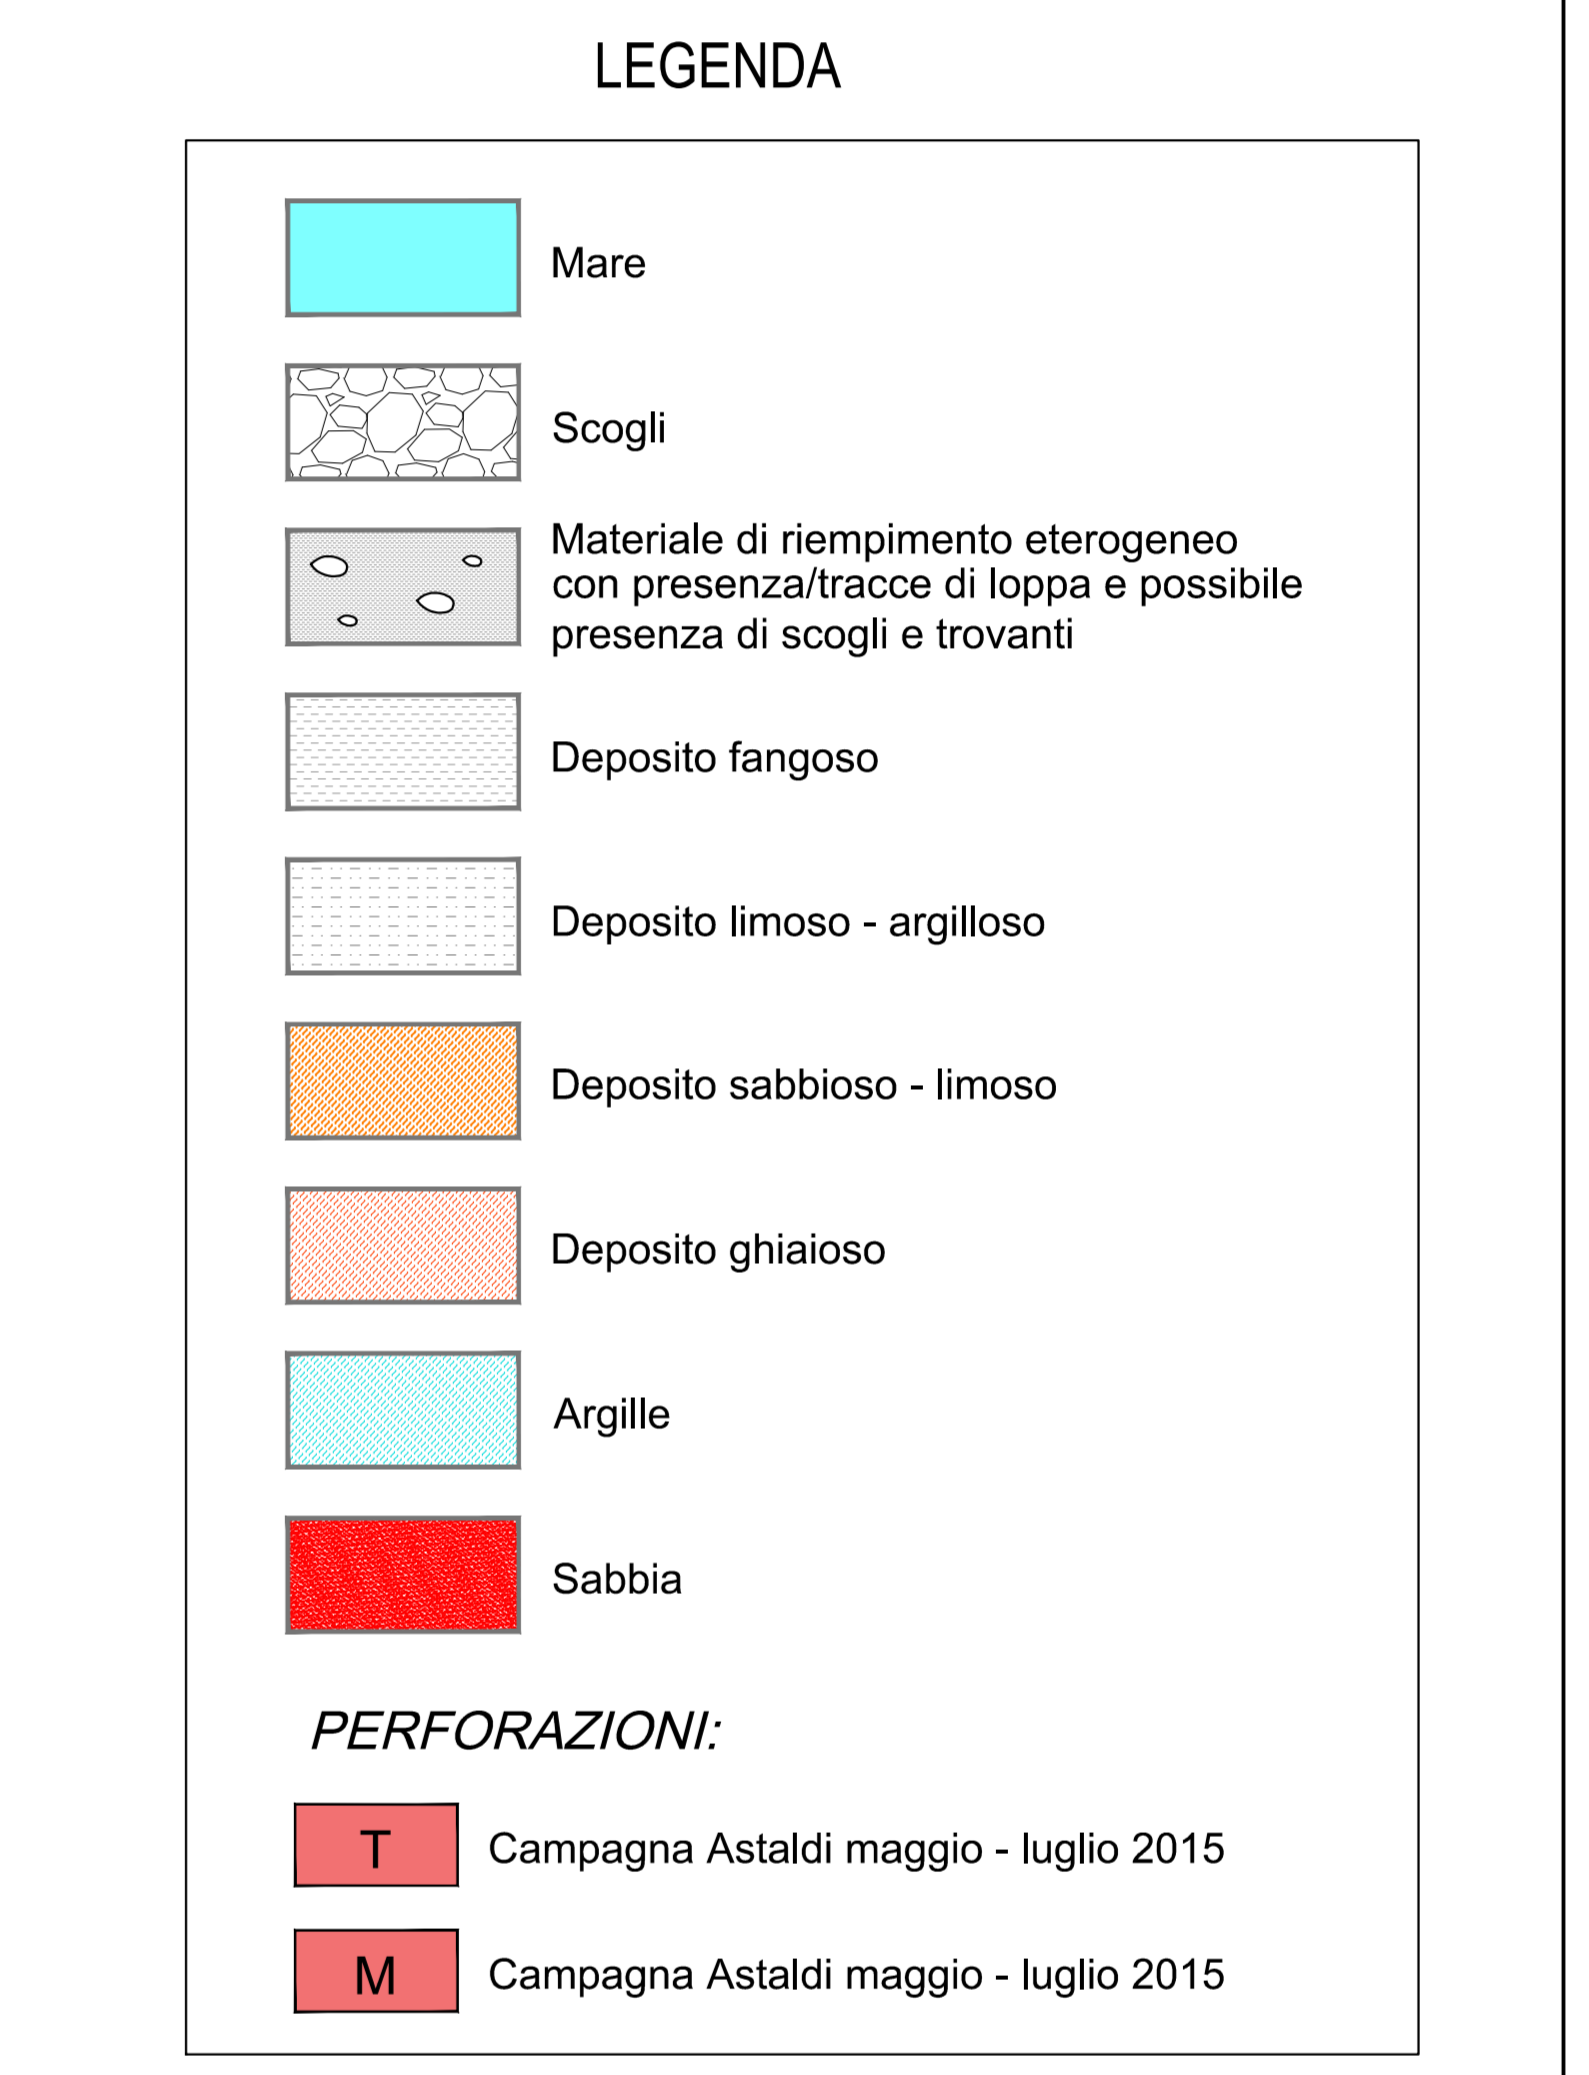 LEGENDA
Mare
Scogli
Materiale di riempimento eterogeneo
con presenza/tracce di loppa e possibile
presenza di scogli e trovanti
Deposito fangoso
Deposito limoso - argilloso
Deposito sabbioso - limoso
Deposito ghiaioso
Argille
Sabbia
PERFORAZIONI:
T Campagna Astaldi maggio - luglio 2015
M Campagna Astaldi maggio - luglio 2015